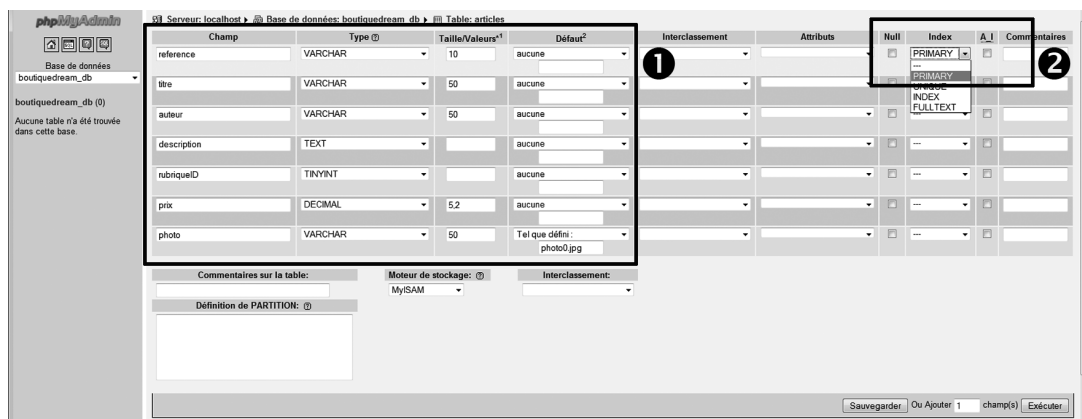 phpMyAdmin
Base de données
boutiquedream_db
boutiquedream_db (0)
Aucune table n'a été trouvée
dans cette base.
Serveur: localhost ▸ Base de données: boutiquedream_db ▸ Table: articles
Champ Type Taille/Valeurs*1 Défaut2 Interclassement Attributs Null Index A_I Commentaires
reference VARCHAR 10 aucune PRIMARY
---
PRIMARY
UNIQUE
INDEX
FULLTEXT
1
2
titre VARCHAR 50 aucune
auteur VARCHAR 50 aucune ---
description TEXT aucune ---
rubriqueID TINYINT aucune ---
prix DECIMAL 5,2 aucune ---
photo VARCHAR 50 Tel que défini : ---
photo0.jpg
Commentaires sur la table: Moteur de stockage: Interclassement:
MyISAM
Définition de PARTITION:
Sauvegarder Ou Ajouter 1 champ(s) Exécuter